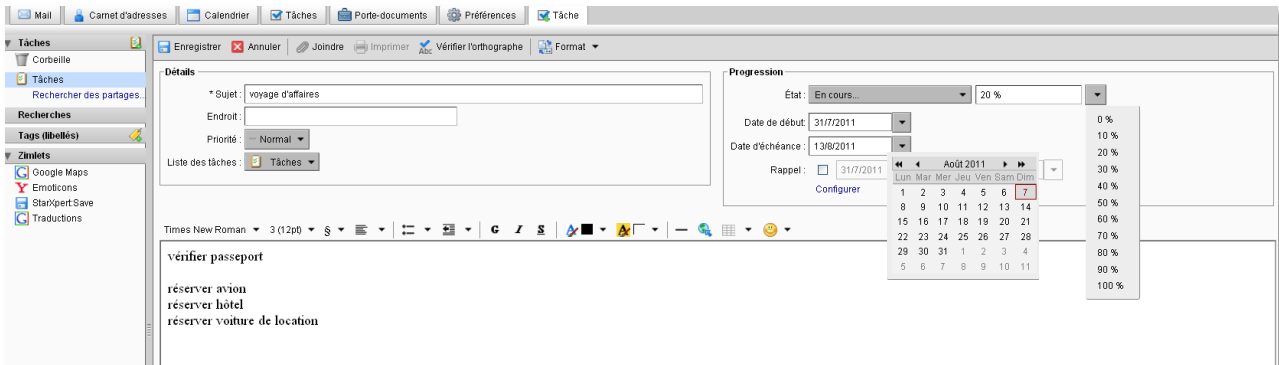 Mail Carnet d'adresses Calendrier Tâches Porte-documents Préférences Tâche
Tâches
Corbeille
Tâches
Rechercher des partages...
Recherches
Tags (libellés)
Zimlets
Google Maps
Emoticons
StarXpert:Save
Traductions
Enregistrer Annuler Joindre Imprimer Vérifier l'orthographe Format
Détails
* Sujet : voyage d'affaires
Endroit :
Priorité : Normal
Liste des tâches : Tâches
Progression
État : En cours... 20 %
Date de début: 31/7/2011
Date d'échéance : 13/8/2011
Rappel : 31/7/2011
Configurer
Août 2011
Lun Mar Mer Jeu Ven Sam Dim
1 2 3 4 5 6 7
8 9 10 11 12 13 14
15 16 17 18 19 20 21
22 23 24 25 26 27 28
29 30 31 1 2 3 4
5 6 7 8 9 10 11
0 %
10 %
20 %
30 %
40 %
50 %
60 %
70 %
80 %
90 %
100 %
Times New Roman 3 (12pt) § G I S
vérifier passeport
réserver avion
réserver hôtel
réserver voiture de location